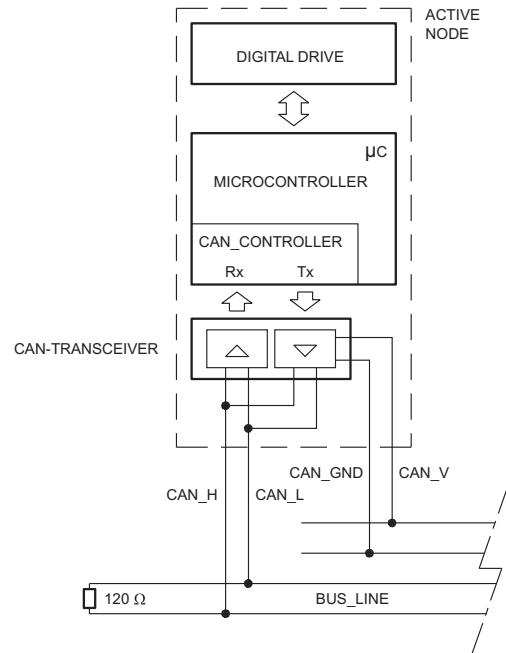 ACTIVE
NODE
DIGITAL DRIVE
µC
MICROCONTROLLER
CAN_CONTROLLER
Rx Tx
CAN-TRANSCEIVER
CAN_GND CAN_V
CAN_H CAN_L
120 Ω BUS_LINE